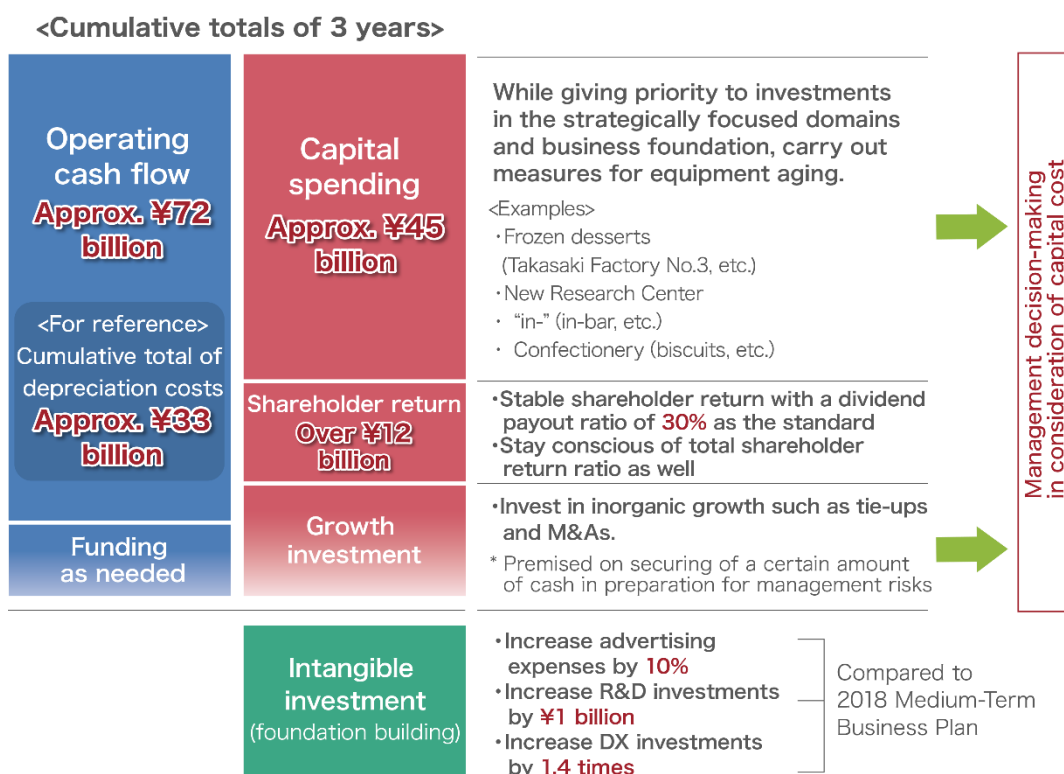 <Cumulative totals of 3 years>
Operating
cash flow
Approx. ¥72
billion
<For reference>
Cumulative total of
depreciation costs
Approx. ¥33
billion
Funding
as needed
Capital
spending
Approx. ¥45
billion
Shareholder return
Over ¥12
billion
Growth
investment
While giving priority to investments
in the strategically focused domains
and business foundation, carry out
measures for equipment aging.
<Examples>
・Frozen desserts
(Takasaki Factory No.3, etc.)
・New Research Center
・ “in-” (in-bar, etc.)
・ Confectionery (biscuits, etc.)
・Stable shareholder return with a dividend
payout ratio of 30% as the standard
・Stay conscious of total shareholder
return ratio as well
・Invest in inorganic growth such as tie-ups
and M&As.
* Premised on securing of a certain amount
of cash in preparation for management risks
Management decision-making
in consideration of capital cost
Intangible
investment
(foundation building)
・Increase advertising
expenses by 10%
・Increase R&D investments
by ¥1 billion
・Increase DX investments
by 1.4 times
Compared to
2018 Medium-Term
Business Plan